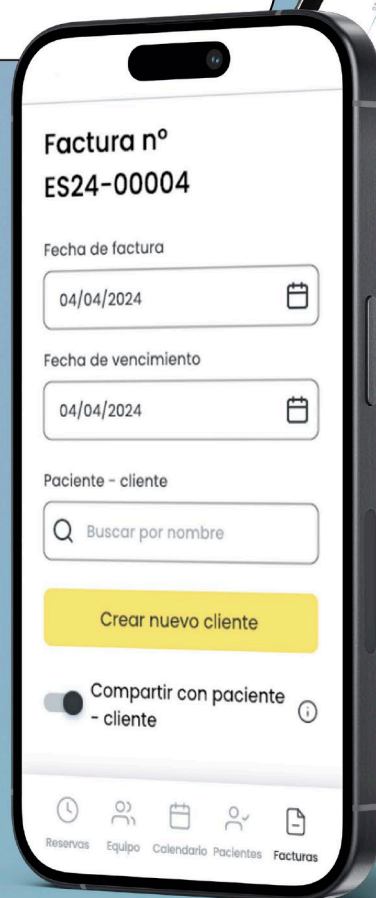 Factura nº
ES24-00004
Fecha de factura
04/04/2024
Fecha de vencimiento
04/04/2024
Paciente - cliente
Buscar por nombre
Crear nuevo cliente
Compartir con paciente
- cliente
Reservas Equipo Calendario Pacientes Facturas